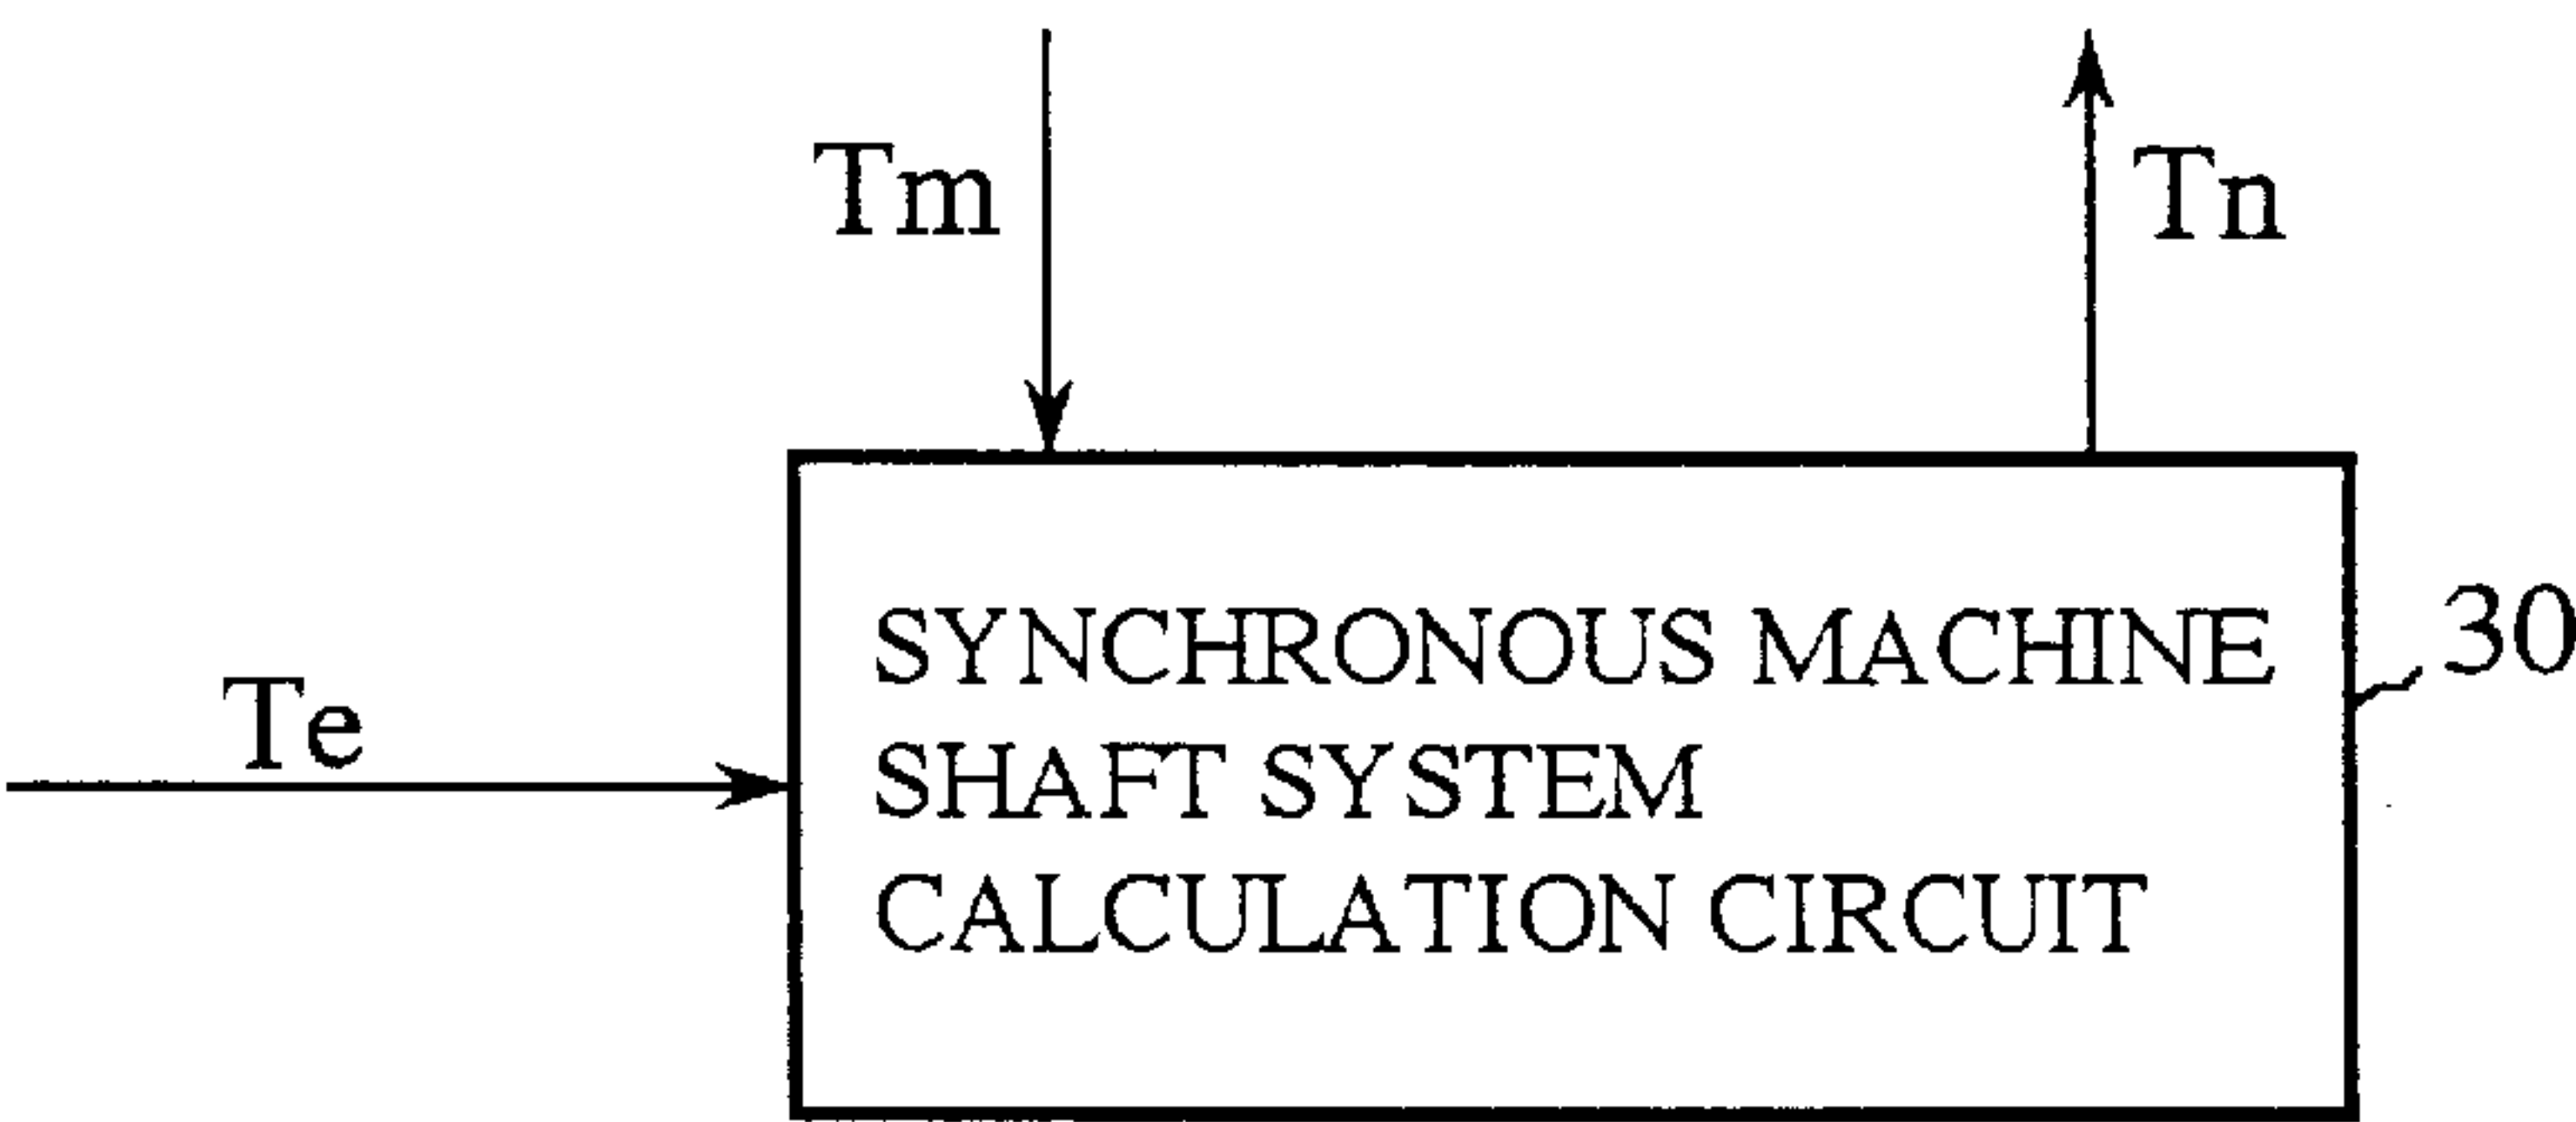 Tm
Tn
Te
SYNCHRONOUS MACHINE
SHAFT SYSTEM
CALCULATION CIRCUIT
30